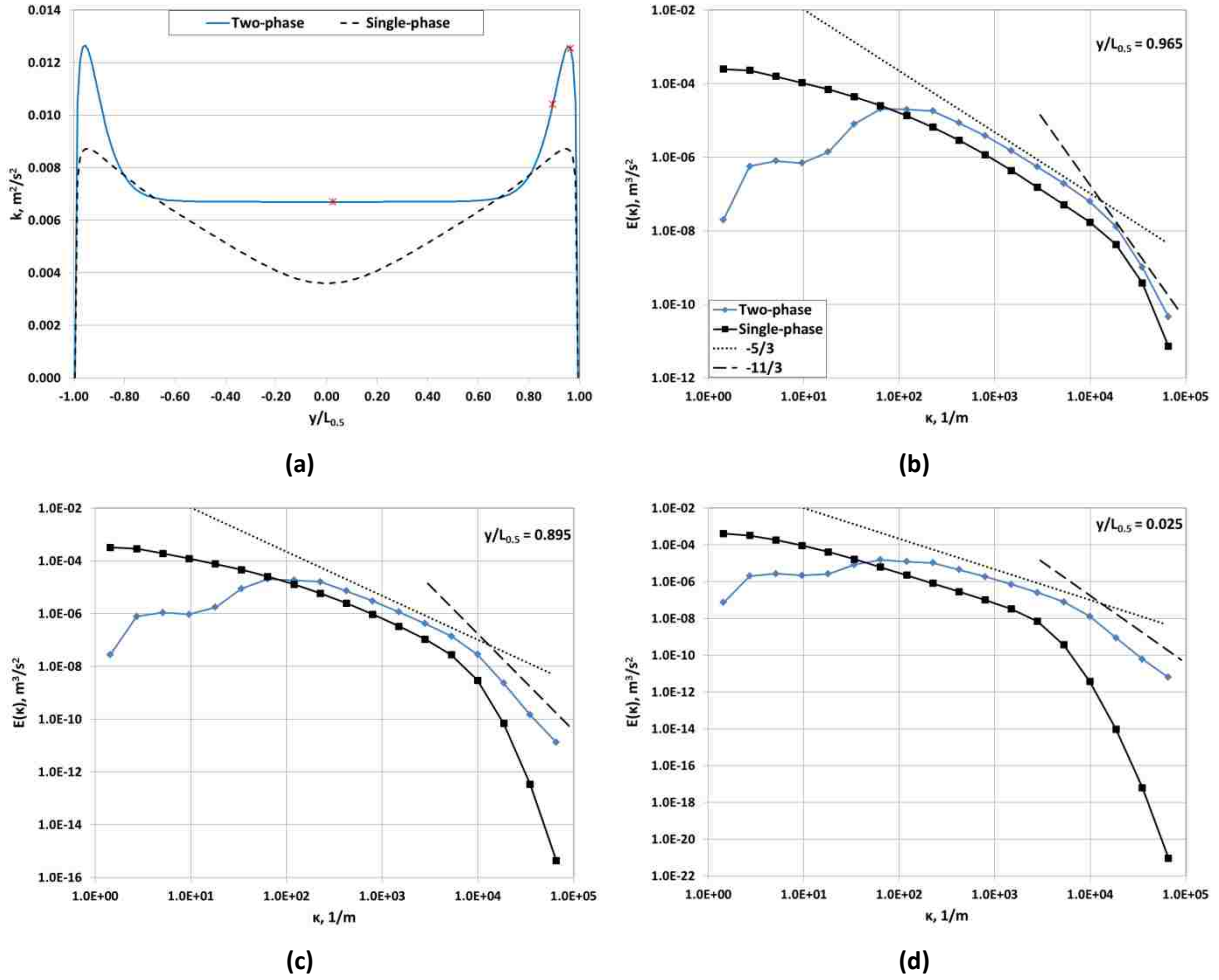 Two-phase Single-phase
0.014
0.012
0.010
0.008
0.006
0.004
0.002
0.000
k, m²/s²
-1.00 -0.80 -0.60 -0.40 -0.20 0.00 0.20 0.40 0.60 0.80 1.00
y/L₀.₅
(a)
y/L₀.₅ = 0.965
1.0E-02
1.0E-04
1.0E-06
1.0E-08
1.0E-10
1.0E-12
E(κ), m³/s²
Two-phase
Single-phase
-5/3
-11/3
1.0E+00 1.0E+01 1.0E+02 1.0E+03 1.0E+04 1.0E+05
κ, 1/m
(b)
y/L₀.₅ = 0.895
1.0E-02
1.0E-04
1.0E-06
1.0E-08
1.0E-10
1.0E-12
1.0E-14
1.0E-16
E(κ), m³/s²
1.0E+00 1.0E+01 1.0E+02 1.0E+03 1.0E+04 1.0E+05
κ, 1/m
(c)
y/L₀.₅ = 0.025
1.0E-02
1.0E-04
1.0E-06
1.0E-08
1.0E-10
1.0E-12
1.0E-14
1.0E-16
1.0E-18
1.0E-20
1.0E-22
E(κ), m³/s²
1.0E+00 1.0E+01 1.0E+02 1.0E+03 1.0E+04 1.0E+05
κ, 1/m
(d)